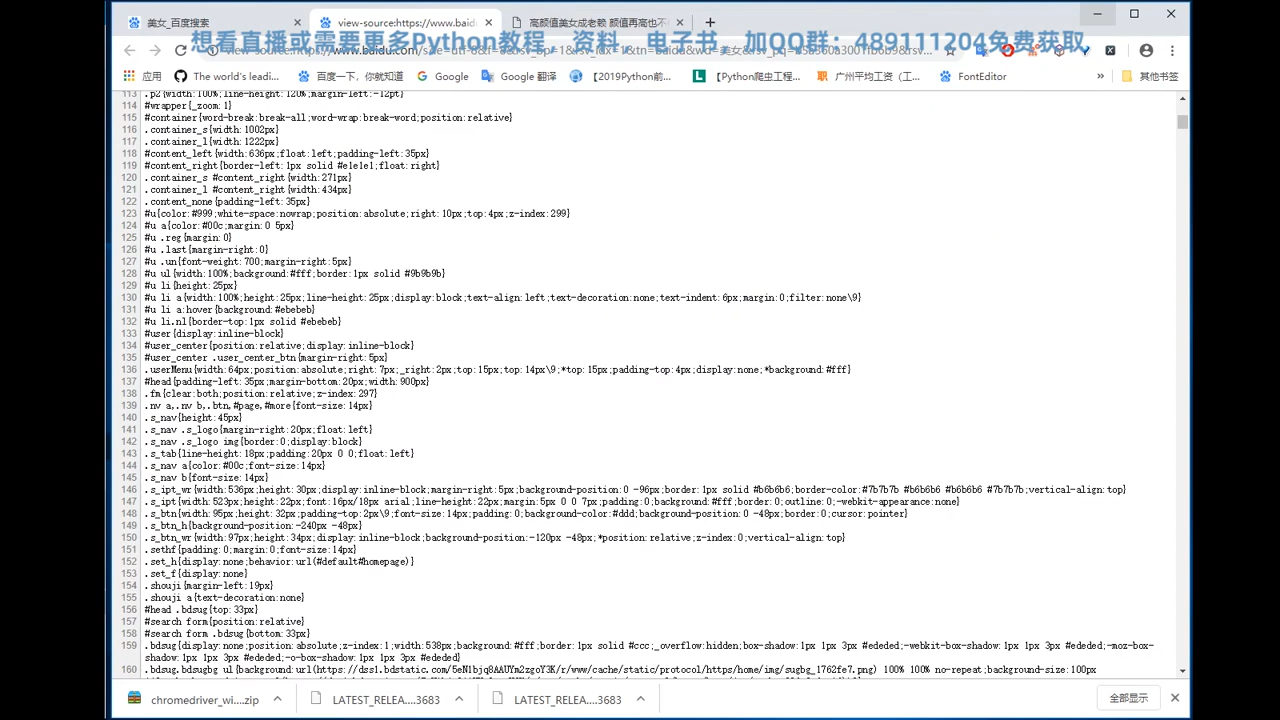 美女_百度搜索
view-source:https://www.baid
高颜值美女成老赖 颜值再高也不
想看直播或需要更多Python教程，资料，电子书，加QQ群：489111204免费获取
应用
The world's leadi...
百度一下，你就知道
Google
Google 翻译
【2019Python前...
【Python爬虫工程...
广州平均工资（工...
FontEditor
»
其他书签
113 .p2{width:100%;line-height:120%;margin-left:-12pt}
114 #wrapper{_zoom:1}
115 #container{word-break:break-all;word-wrap:break-word;position:relative}
116 .container_s{width:1002px}
117 .container_l{width:1222px}
118 #content_left{width:636px;float:left;padding-left:35px}
119 #content_right{border-left:1px solid #e1e1e1;float:right}
120 .container_s #content_right{width:271px}
121 .container_l #content_right{width:434px}
122 .content_none{padding-left:35px}
123 #u{color:#999;white-space:nowrap;position:absolute;right:10px;top:4px;z-index:299}
124 #u a{color:#00c;margin:0 5px}
125 #u .reg{margin:0}
126 #u .last{margin-right:0}
127 #u .un{font-weight:700;margin-right:5px}
128 #u ul{width:100%;background:#fff;border:1px solid #9b9b9b}
129 #u li{height:25px}
130 #u li a{width:100%;height:25px;line-height:25px;display:block;text-align:left;text-decoration:none;text-indent:6px;margin:0;filter:none\9}
131 #u li a:hover{background:#ebebeb}
132 #u li.nl{border-top:1px solid #ebebeb}
133 #user{display:inline-block}
134 #user_center{position:relative;display:inline-block}
135 #user_center .user_center_btn{margin-right:5px}
136 .userMenu{width:64px;position:absolute;right:7px;_right:2px;top:15px;top:14px\9;*top:15px;padding-top:4px;display:none;*background:#fff}
137 #head{padding-left:35px;margin-bottom:20px;width:900px}
138 .fm{clear:both;position:relative;z-index:297}
139 .nv a,.nv b,.btn,#page,#more{font-size:14px}
140 .s_nav{height:45px}
141 .s_nav .s_logo{margin-right:20px;float:left}
142 .s_nav .s_logo img{border:0;display:block}
143 .s_tab{line-height:18px;padding:20px 0 0;float:left}
144 .s_nav a{color:#00c;font-size:14px}
145 .s_nav b{font-size:14px}
146 .s_ipt_wr{width:536px;height:30px;display:inline-block;margin-right:5px;background-position:0 -96px;border:1px solid #b6b6b6;border-color:#7b7b7b #b6b6b6 #b6b6b6 #7b7b7b;vertical-align:top}
147 .s_ipt{width:523px;height:22px;font:16px/18px arial;line-height:22px;margin:5px 0 0 7px;padding:0;background:#fff;border:0;outline:0;-webkit-appearance:none}
148 .s_btn{width:95px;height:32px;padding-top:2px\9;font-size:14px;padding:0;background-color:#ddd;background-position:0 -48px;border:0;cursor:pointer}
149 .s_btn_h{background-position:-240px -48px}
150 .s_btn_wr{width:97px;height:34px;display:inline-block;background-position:-120px -48px;*position:relative;z-index:0;vertical-align:top}
151 .sethf{padding:0;margin:0;font-size:14px}
152 .set_h{display:none;behavior:url(#default#homepage)}
153 .set_f{display:none}
154 .shouji{margin-left:19px}
155 .shouji a{text-decoration:none}
156 #head .bdsug{top:33px}
157 #search form{position:relative}
158 #search form .bdsug{bottom:33px}
159 .bdsug{display:none;position:absolute;z-index:1;width:538px;background:#fff;border:1px solid #ccc;_overflow:hidden;box-shadow:1px 1px 3px #ededed;-webkit-box-shadow:1px 1px 3px #ededed;-moz-box-
shadow:1px 1px 3px #ededed;-o-box-shadow:1px 1px 3px #ededed}
160 .bdsug.bdsugbg ul{background:url(https://ss1.bdstatic.com/5eN1bjq8AAUYm2zgoY3K/r/www/cache/static/protocol/https/home/img/sugbg_1762fe7.png) 100% 100% no-repeat;background-size:100px
chromedriver_wi....zip
LATEST_RELEA....3683
LATEST_RELEA....3683
全部显示